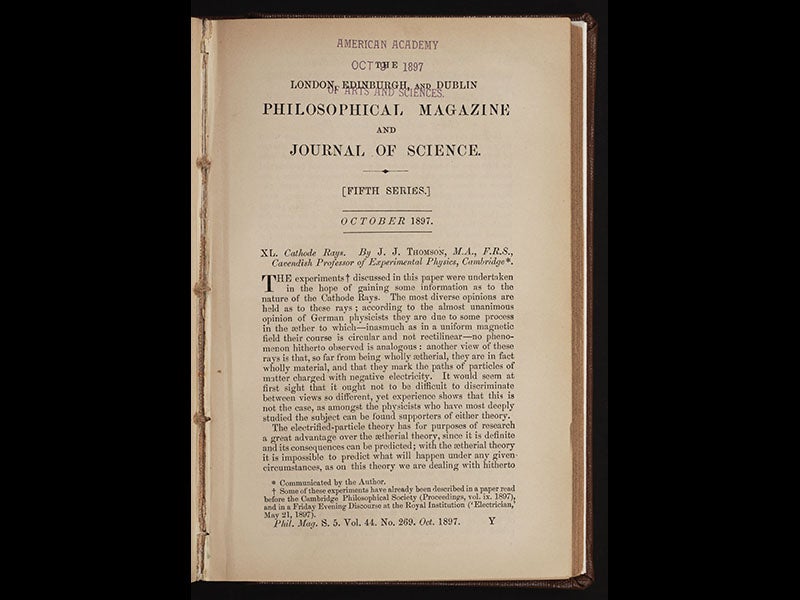 AMERICAN ACADEMY
OCT 1897
THE
OF ARTS AND SCIENCES.
LONDON, EDINBURGH, AND DUBLIN
PHILOSOPHICAL MAGAZINE
AND
JOURNAL OF SCIENCE.
[FIFTH SERIES.]
OCTOBER 1897.
XL. Cathode Rays. By J. J. THOMSON, M.A., F.R.S.,
Cavendish Professor of Experimental Physics, Cambridge*.
THE experiments† discussed in this paper were undertaken
in the hope of gaining some information as to the
nature of the Cathode Rays. The most diverse opinions are
held as to these rays; according to the almost unanimous
opinion of German physicists they are due to some process
in the æther to which—inasmuch as in a uniform magnetic
field their course is circular and not rectilinear—no pheno-
menon hitherto observed is analogous: another view of these
rays is that, so far from being wholly ætherial, they are in fact
wholly material, and that they mark the paths of particles of
matter charged with negative electricity. It would seem at
first sight that it ought not to be difficult to discriminate
between views so different, yet experience shows that this is
not the case, as amongst the physicists who have most deeply
studied the subject can be found supporters of either theory.
The electrified-particle theory has for purposes of research
a great advantage over the ætherial theory, since it is definite
and its consequences can be predicted; with the ætherial theory
it is impossible to predict what will happen under any given
circumstances, as on this theory we are dealing with hitherto
* Communicated by the Author.
† Some of these experiments have already been described in a paper read
before the Cambridge Philosophical Society (Proceedings, vol. ix. 1897),
and in a Friday Evening Discourse at the Royal Institution ('Electrician,'
May 21, 1897).
Phil. Mag. S. 5. Vol. 44. No. 269. Oct. 1897. Y